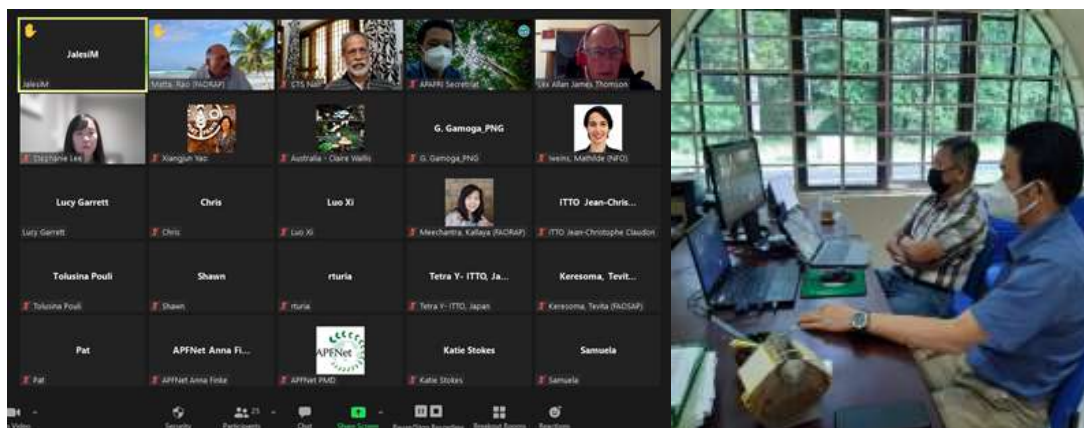 JalesiM
JalesiM
Matta, Rao (FAORAP)
CTS Nair
APAFRI Secretriat
Lex Allan James Thomson
Stephanie Lee
Xiangjun Yao
Australia - Claire Wallis
G. Gamoga_PNG
G. Gamoga_PNG
Iweins, Mathilde (NFO)
Lucy Garrett
Lucy Garrett
Chris
Chris
Luo Xi
Luo Xi
Meechantra, Kallaya (FAORAP)
ITTO Jean-Chris...
ITTO Jean-Christophe Claudon
Tolusina Pouli
Tolusina Pouli
Shawn
Shawn
rturia
rturia
Tetra Y- ITTO, Ja...
Tetra Y- ITTO, Japan
Keresoma, Tevit...
Keresoma, Tevita (FAOSAP)
Pat
Pat
APFNet Anna Fi...
APFNet Anna Finke
APFNet
APFNet PMD
Katie Stokes
Katie Stokes
Samuela
Samuela
Video
Security
Participants
25
Chat
Share Screen
Pause/Stop Recording
Breakout Rooms
Reactions